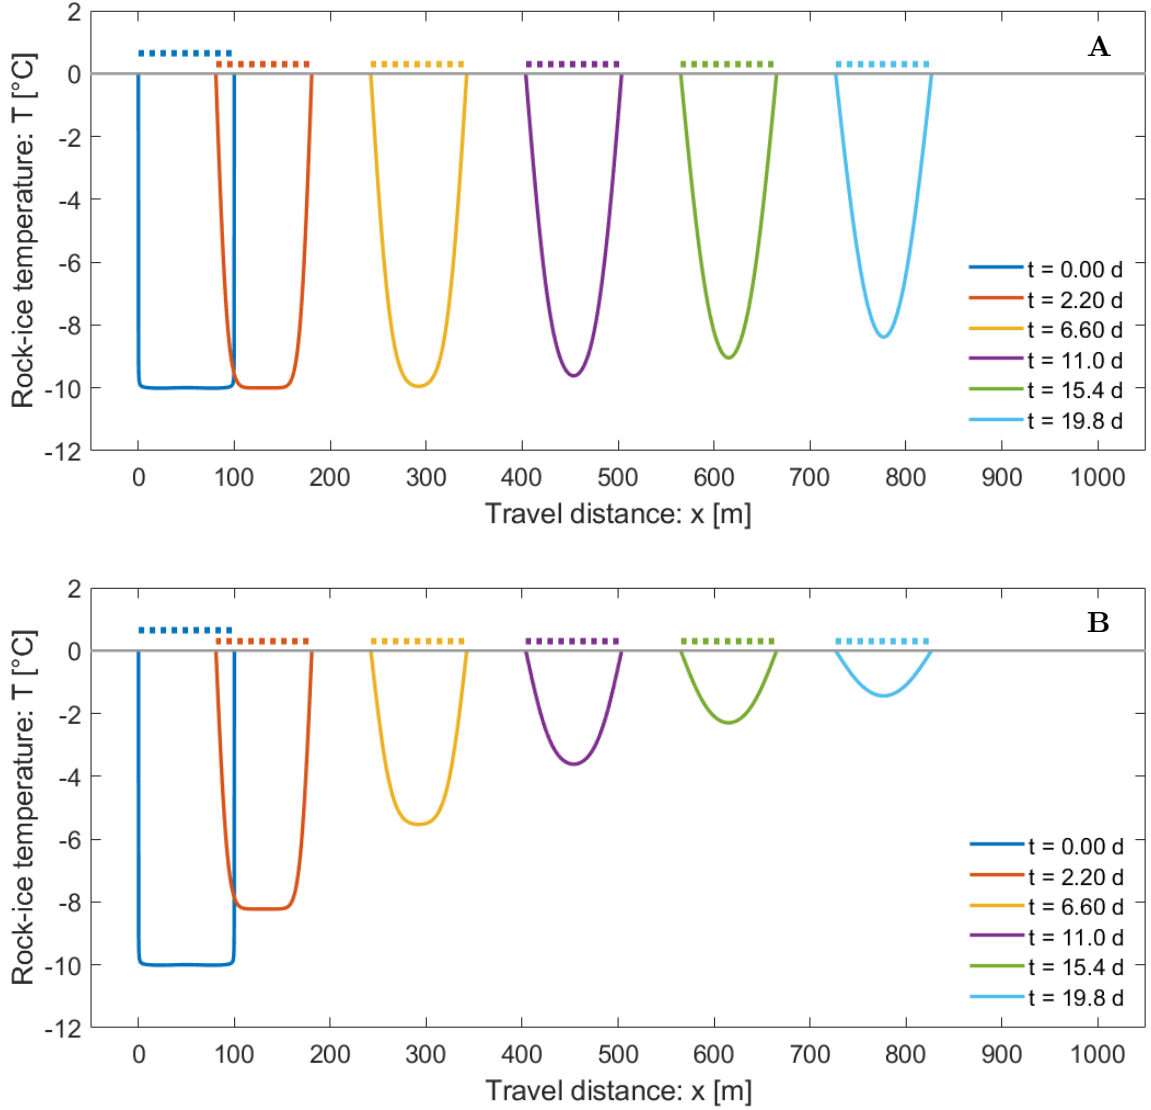 A
Rock-ice temperature: T [°C]
2
0
-2
-4
-6
-8
-10
-12
t = 0.00 d
t = 2.20 d
t = 6.60 d
t = 11.0 d
t = 15.4 d
t = 19.8 d
0 100 200 300 400 500 600 700 800 900 1000
Travel distance: x [m]
B
Rock-ice temperature: T [°C]
2
0
-2
-4
-6
-8
-10
-12
t = 0.00 d
t = 2.20 d
t = 6.60 d
t = 11.0 d
t = 15.4 d
t = 19.8 d
0 100 200 300 400 500 600 700 800 900 1000
Travel distance: x [m]